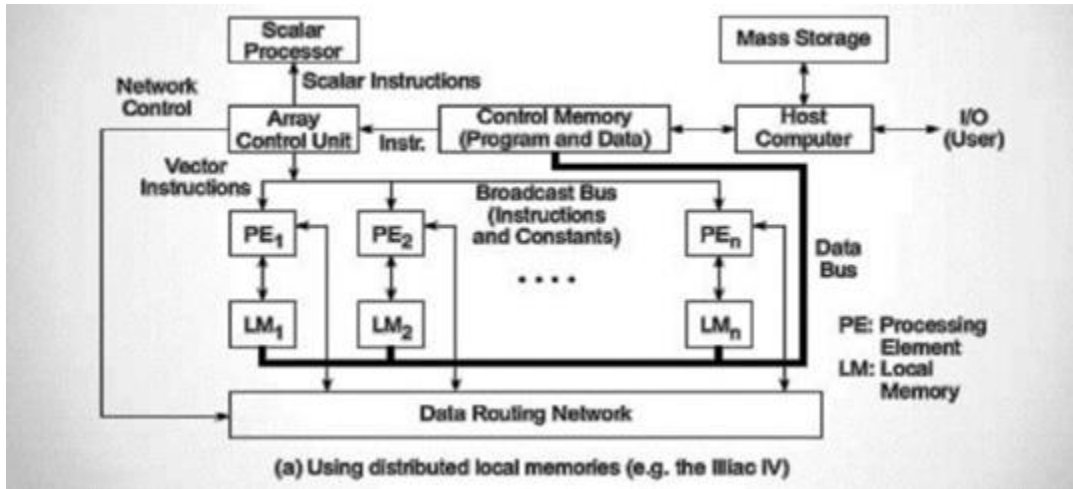 Scalar
Processor
Mass Storage
Network
Control
Scalar Instructions
Array
Control Unit
Instr.
Control Memory
(Program and Data)
Host
Computer
I/O
(User)
Vector
Instructions
Broadcast Bus
(Instructions
and Constants)
PE1
PE2
PEn
Data
Bus
LM1
LM2
LMn
PE: Processing
Element
LM: Local
Memory
Data Routing Network
(a) Using distributed local memories (e.g. the Illiac IV)